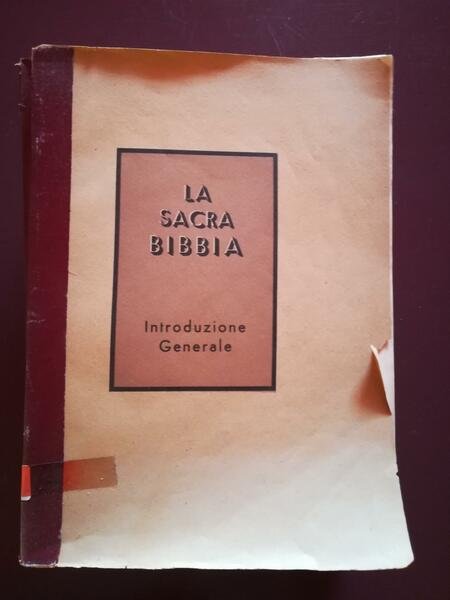 LA
SACRA
BIBBIA
Introduzione
Generale